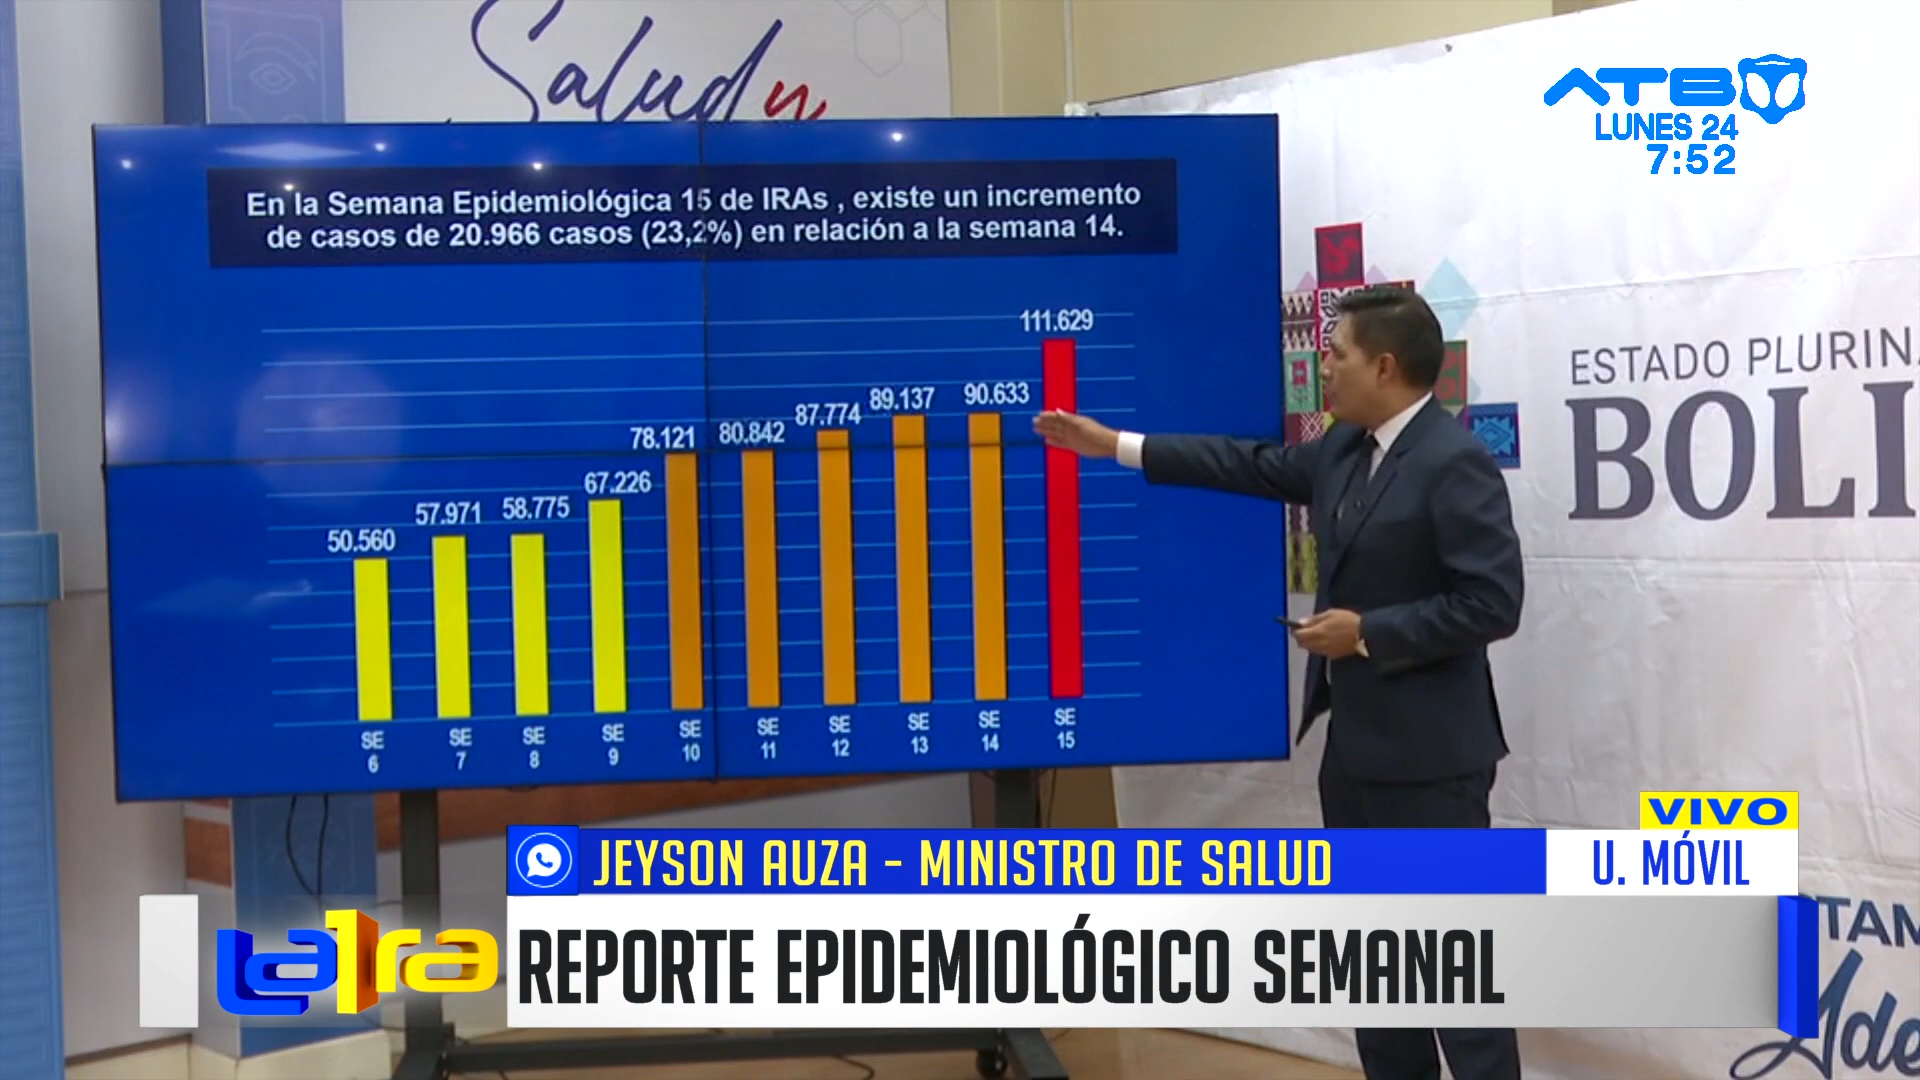 Salud y
ATB
LUNES 24
7:52
En la Semana Epidemiológica 15 de IRAs , existe un incremento
de casos de 20.966 casos (23,2%) en relación a la semana 14.
50.560
57.971
58.775
67.226
78.121
80.842
87.774
89.137
90.633
111.629
SE 6
SE 7
SE 8
SE 9
SE 10
SE 11
SE 12
SE 13
SE 14
SE 15
ESTADO PLURINA
BOLI
VIVO
JEYSON AUZA - MINISTRO DE SALUD
U. MÓVIL
La1ra
REPORTE EPIDEMIOLÓGICO SEMANAL
TAM
Ade